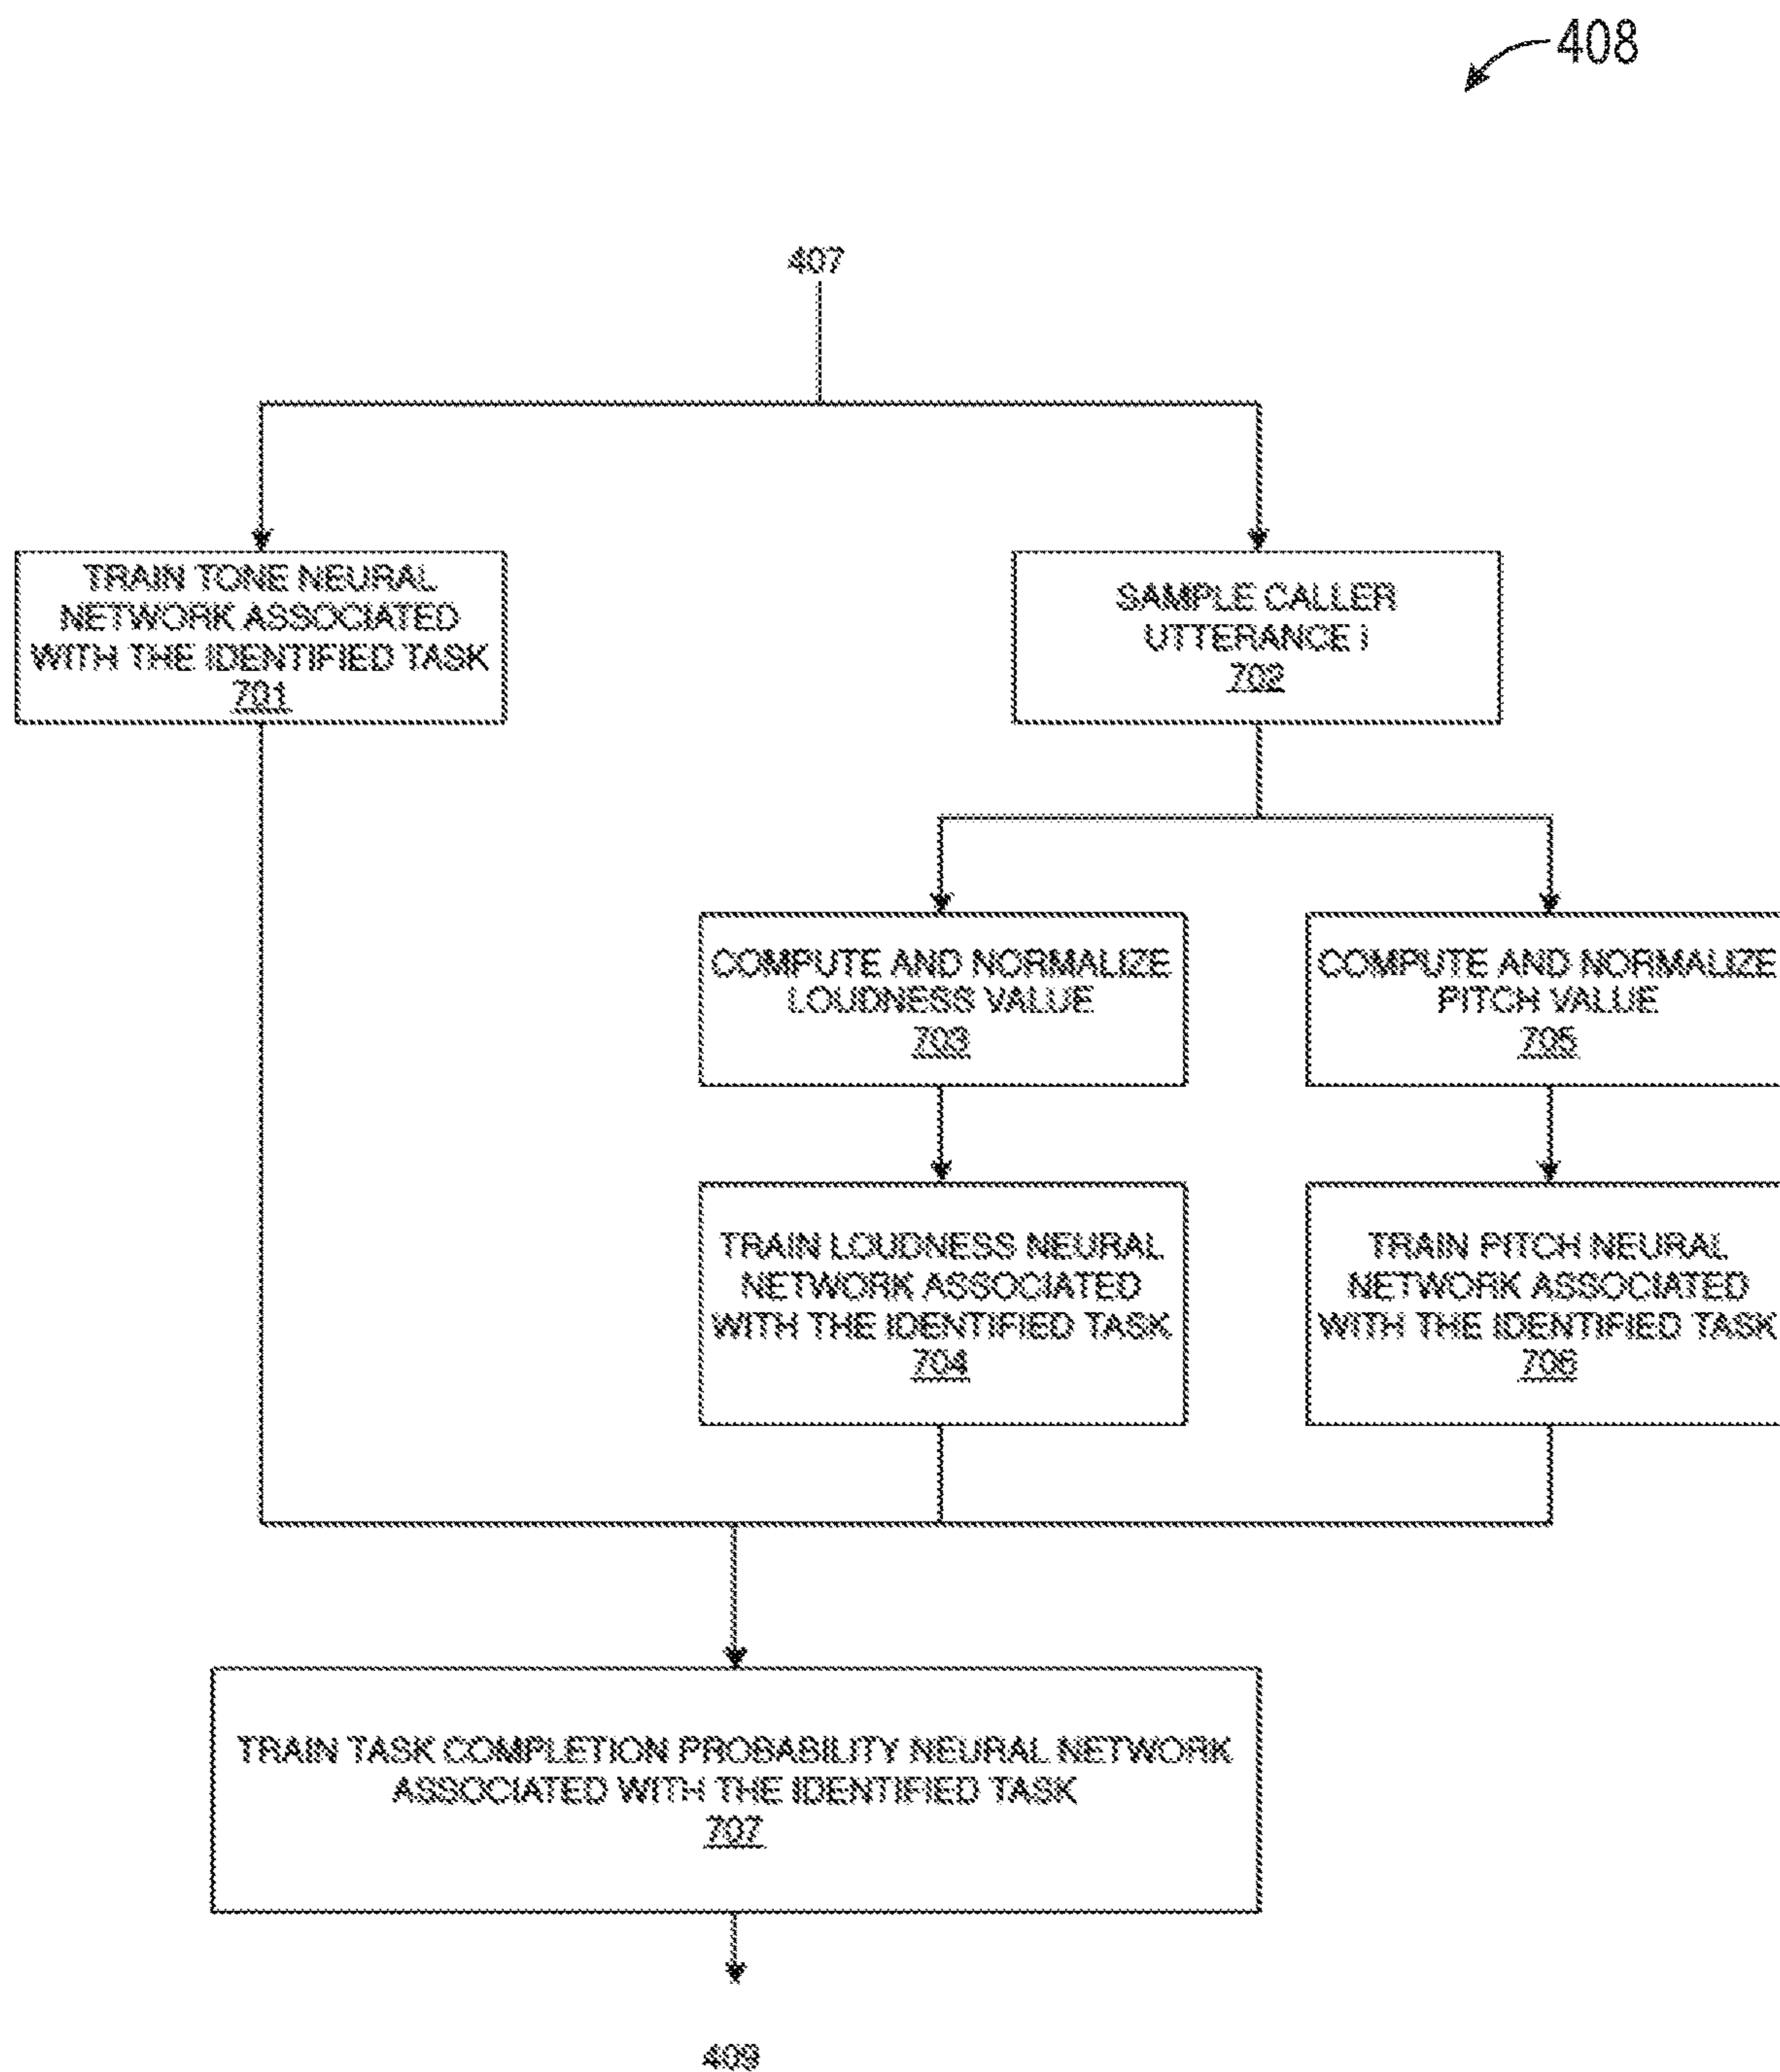 408
407
TRAIN TONE NEURAL
NETWORK ASSOCIATED
WITH THE IDENTIFIED TASK
701
SAMPLE CALLER
UTTERANCE i
702
COMPUTE AND NORMALIZE
LOUDNESS VALUE
703
COMPUTE AND NORMALIZE
PITCH VALUE
705
TRAIN LOUDNESS NEURAL
NETWORK ASSOCIATED
WITH THE IDENTIFIED TASK
704
TRAIN PITCH NEURAL
NETWORK ASSOCIATED
WITH THE IDENTIFIED TASK
706
TRAIN TASK COMPLETION PROBABILITY NEURAL NETWORK
ASSOCIATED WITH THE IDENTIFIED TASK
707
409